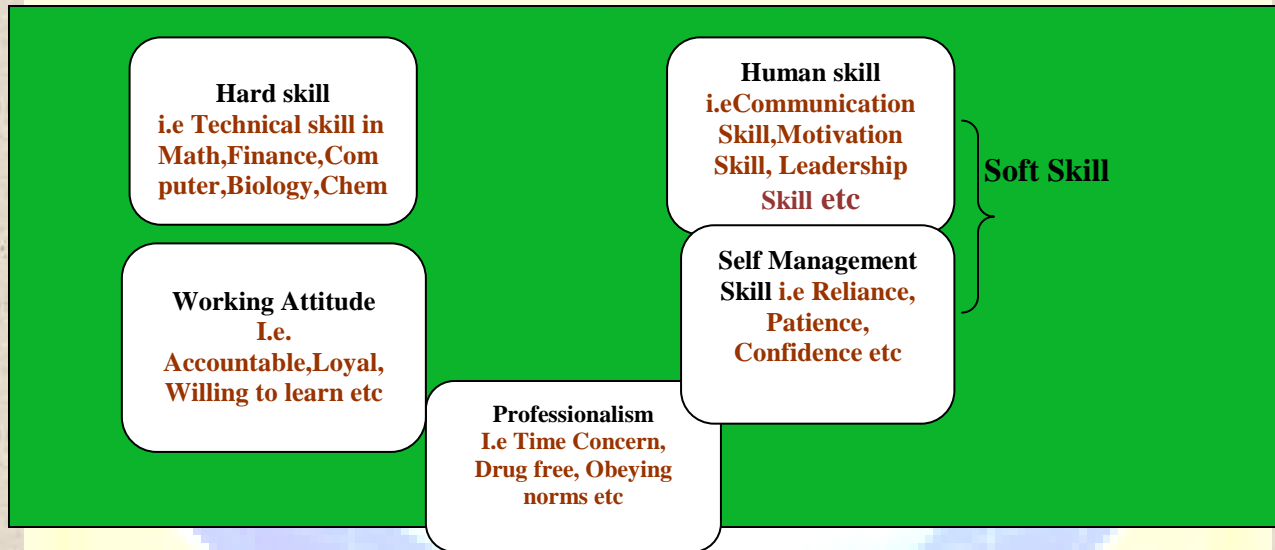 Hard skill
i.e Technical skill in
Math,Finance,Com
puter,Biology,Chem
Human skill
i.eCommunication
Skill,Motivation
Skill, Leadership
Skill etc
Soft Skill
Working Attitude
I.e.
Accountable,Loyal,
Willing to learn etc
Self Management
Skill i.e Reliance,
Patience,
Confidence etc
Professionalism
I.e Time Concern,
Drug free, Obeying
norms etc